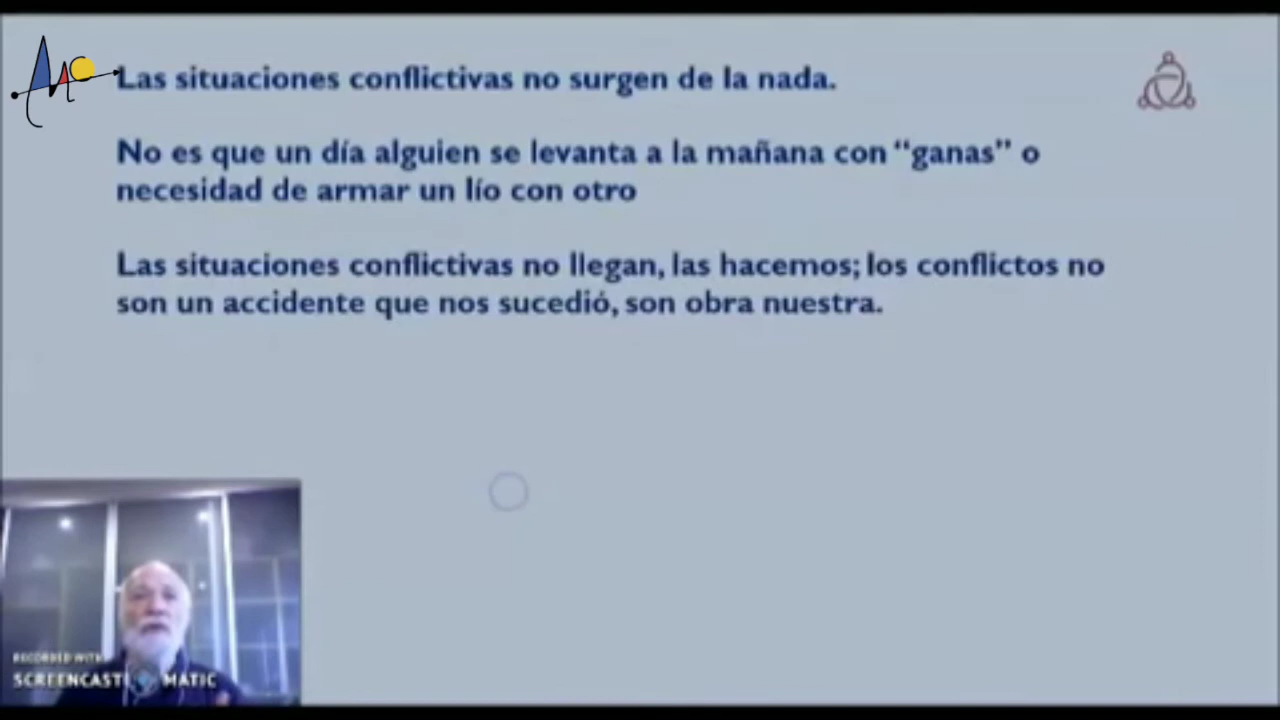 Las situaciones conflictivas no surgen de la nada.
No es que un día alguien se levanta a la mañana con “ganas” o
necesidad de armar un lío con otro
Las situaciones conflictivas no llegan, las hacemos; los conflictos no
son un accidente que nos sucedió, son obra nuestra.
RECORDED WITH
SCREENCAST MATIC